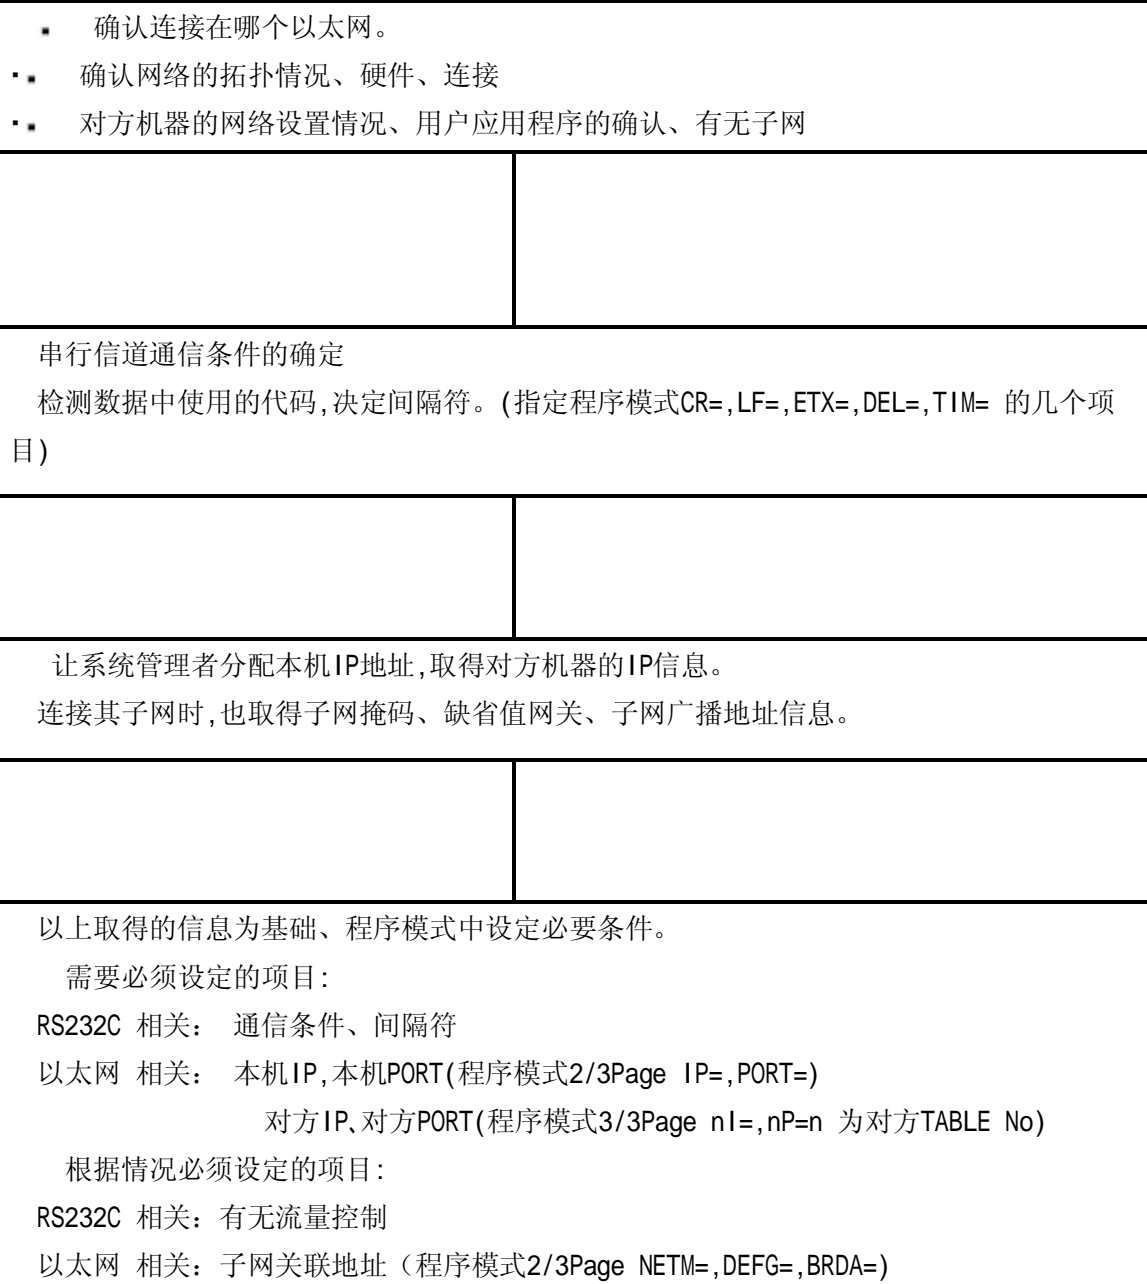 ▪ 确认连接在哪个以太网。
·▪ 确认网络的拓扑情况、硬件、连接
·▪ 对方机器的网络设置情况、用户应用程序的确认、有无子网
串行信道通信条件的确定
检测数据中使用的代码,决定间隔符。(指定程序模式CR=,LF=,ETX=,DEL=,TIM= 的几个项
目)
让系统管理者分配本机IP地址,取得对方机器的IP信息。
连接其子网时,也取得子网掩码、缺省值网关、子网广播地址信息。
以上取得的信息为基础、程序模式中设定必要条件。
需要必须设定的项目:
RS232C 相关： 通信条件、间隔符
以太网 相关： 本机IP,本机PORT(程序模式2/3Page IP=,PORT=)
对方IP、对方PORT(程序模式3/3Page nI=,nP=n 为对方TABLE No)
根据情况必须设定的项目:
RS232C 相关：有无流量控制
以太网 相关：子网关联地址（程序模式2/3Page NETM=,DEFG=,BRDA=)